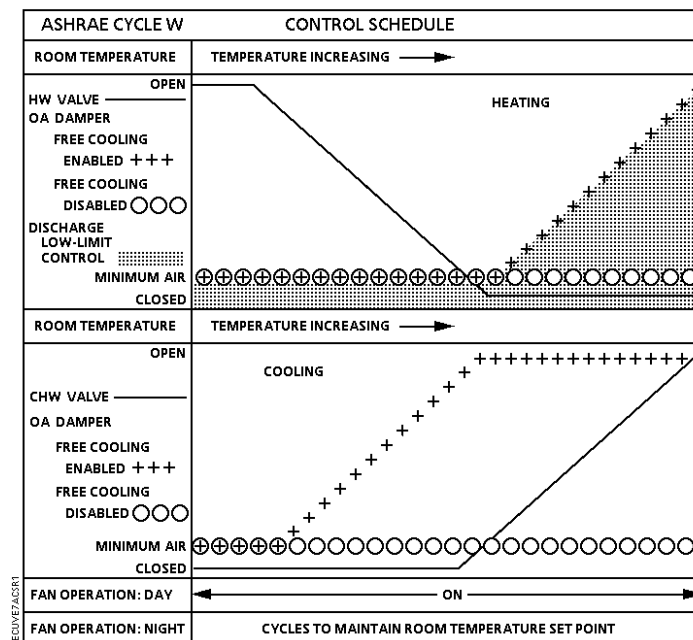 ASHRAE CYCLE W CONTROL SCHEDULE
ROOM TEMPERATURE TEMPERATURE INCREASING
OPEN
HW VALVE
HEATING
OA DAMPER
FREE COOLING
ENABLED +++
FREE COOLING
DISABLED
DISCHARGE
LOW-LIMIT
CONTROL
MINIMUM AIR
CLOSED
ROOM TEMPERATURE TEMPERATURE INCREASING
OPEN
COOLING
CHW VALVE
OA DAMPER
FREE COOLING
ENABLED +++
FREE COOLING
DISABLED
MINIMUM AIR
CLOSED
FAN OPERATION: DAY ON
FAN OPERATION: NIGHT CYCLES TO MAINTAIN ROOM TEMPERATURE SET POINT